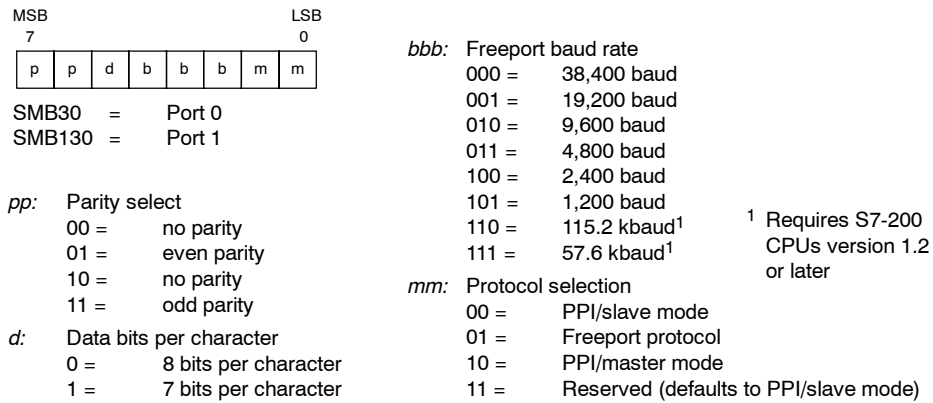 MSB LSB
7 0
p p d b b b m m
SMB30 = Port 0
SMB130 = Port 1
pp: Parity select
00 = no parity
01 = even parity
10 = no parity
11 = odd parity
d: Data bits per character
0 = 8 bits per character
1 = 7 bits per character
bbb: Freeport baud rate
000 = 38,400 baud
001 = 19,200 baud
010 = 9,600 baud
011 = 4,800 baud
100 = 2,400 baud
101 = 1,200 baud
110 = 115.2 kbaud¹
111 = 57.6 kbaud¹
¹ Requires S7-200
CPUs version 1.2
or later
mm: Protocol selection
00 = PPI/slave mode
01 = Freeport protocol
10 = PPI/master mode
11 = Reserved (defaults to PPI/slave mode)